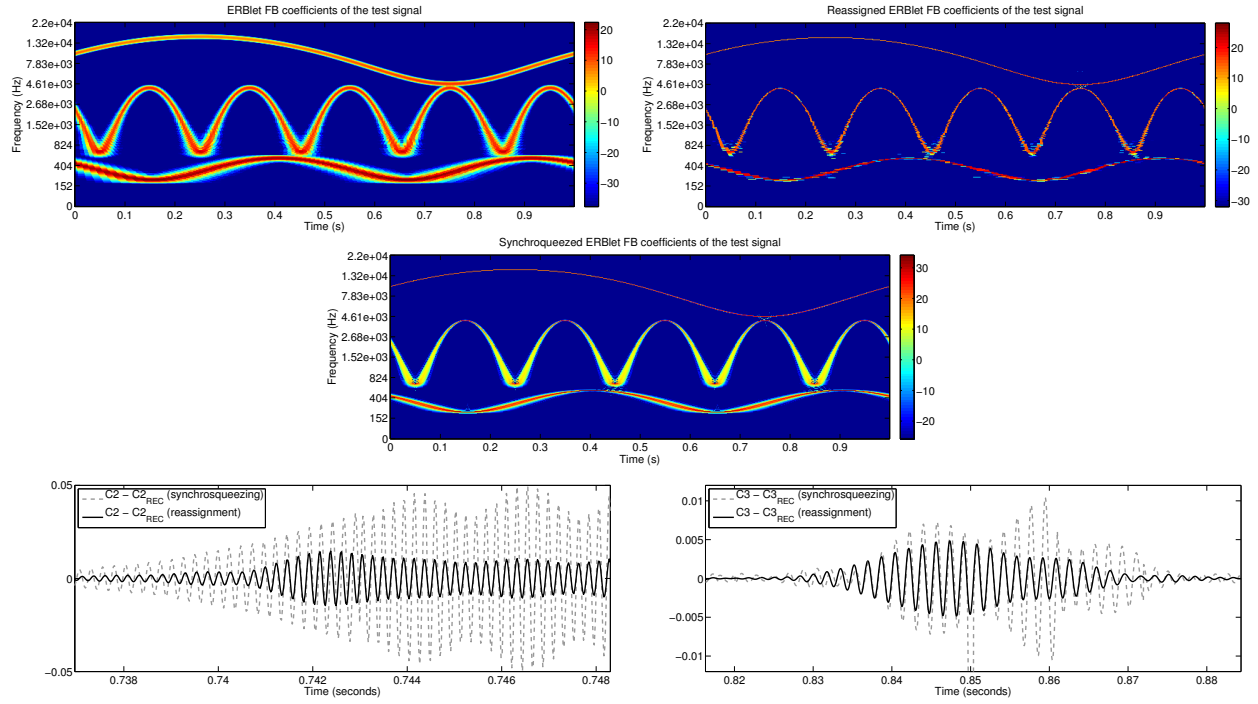 ERBlet FB coefficients of the test signal
2.2e+04
1.32e+04
7.83e+03
4.61e+03
2.68e+03
1.52e+03
824
404
152
0
Frequency (Hz)
0 0.1 0.2 0.3 0.4 0.5 0.6 0.7 0.8 0.9
Time (s)
20
10
0
−10
−20
−30
Reassigned ERBlet FB coefficients of the test signal
2.2e+04
1.32e+04
7.83e+03
4.61e+03
2.68e+03
1.52e+03
824
404
152
0
Frequency (Hz)
0 0.1 0.2 0.3 0.4 0.5 0.6 0.7 0.8 0.9
Time (s)
20
10
0
−10
−20
−30
Synchroqueezed ERBlet FB coefficients of the test signal
2.2e+04
1.32e+04
7.83e+03
4.61e+03
2.68e+03
1.52e+03
824
404
152
0
Frequency (Hz)
0 0.1 0.2 0.3 0.4 0.5 0.6 0.7 0.8 0.9
Time (s)
30
20
10
0
−10
−20
0.05
0
−0.05
C2 − C2REC (synchrosqueezing)
C2 − C2REC (reassignment)
0.738 0.74 0.742 0.744 0.746 0.748
Time (seconds)
0.01
0.005
0
−0.005
−0.01
C3 − C3REC (synchrosqueezing)
C3 − C3REC (reassignment)
0.82 0.83 0.84 0.85 0.86 0.87 0.88
Time (seconds)